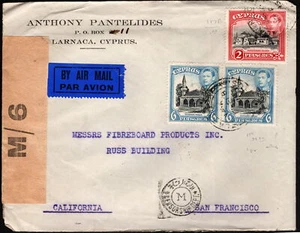 ANTHONY PANTELIDES
P. O. BOX 11
LARNACA, CYPRUS.
BY AIR MAIL
PAR AVION
M/6
CYPRUS
2
PIASTRES
CYPRUS
6
PIASTRES
CYPRUS
6
PIASTRES
MESSRS FIBREBOARD PRODUCTS INC.
RUSS BUILDING
CALIFORNIA SAN FRANCISCO
M